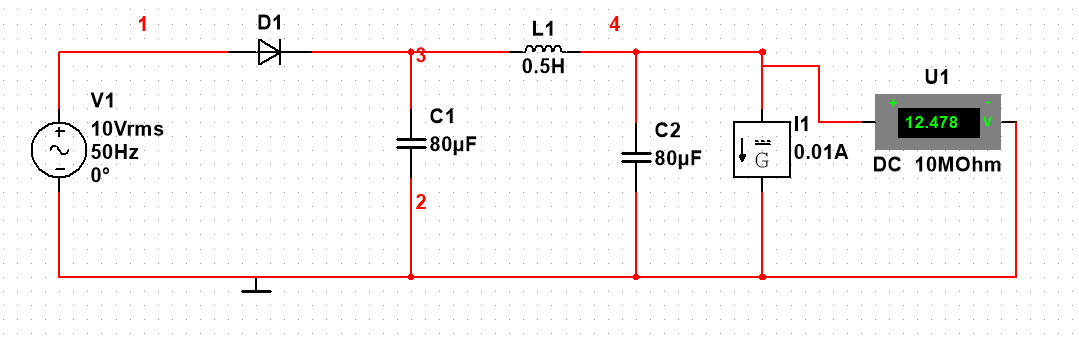 1
D1
3
L1
0.5H
4
V1
10Vrms
50Hz
0°
+
C1
80µF
C2
80µF
I1
0.01A
G
U1
+ -
12.478 V
DC 10MOhm
2